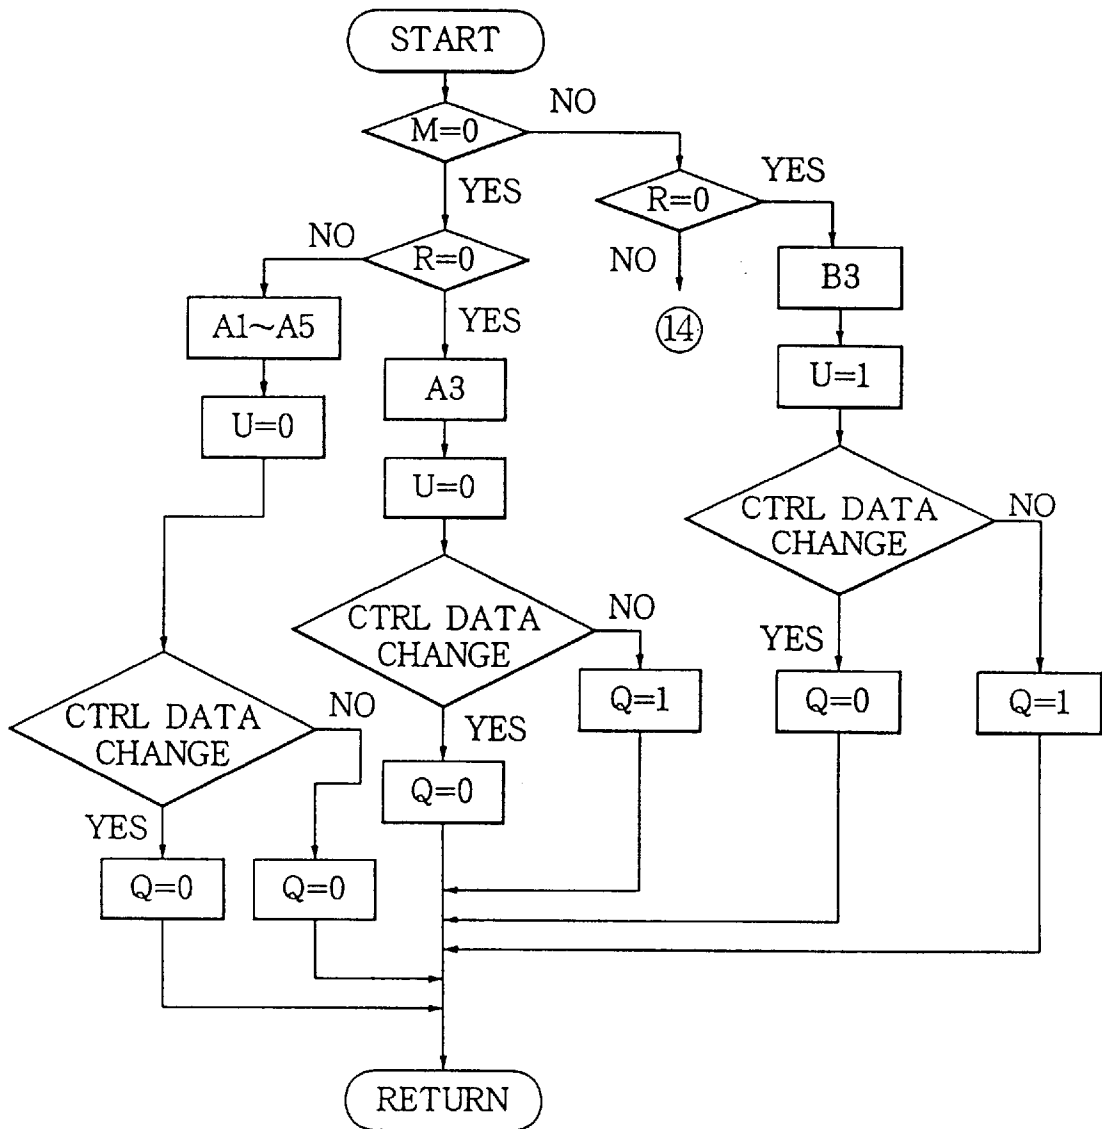 START
M=0
NO
YES
R=0
YES
NO
14
B3
U=1
CTRL DATA
CHANGE
NO
YES
Q=0
Q=1
R=0
NO
YES
A1~A5
U=0
A3
U=0
CTRL DATA
CHANGE
NO
YES
Q=1
Q=0
CTRL DATA
CHANGE
NO
YES
Q=0
Q=0
RETURN